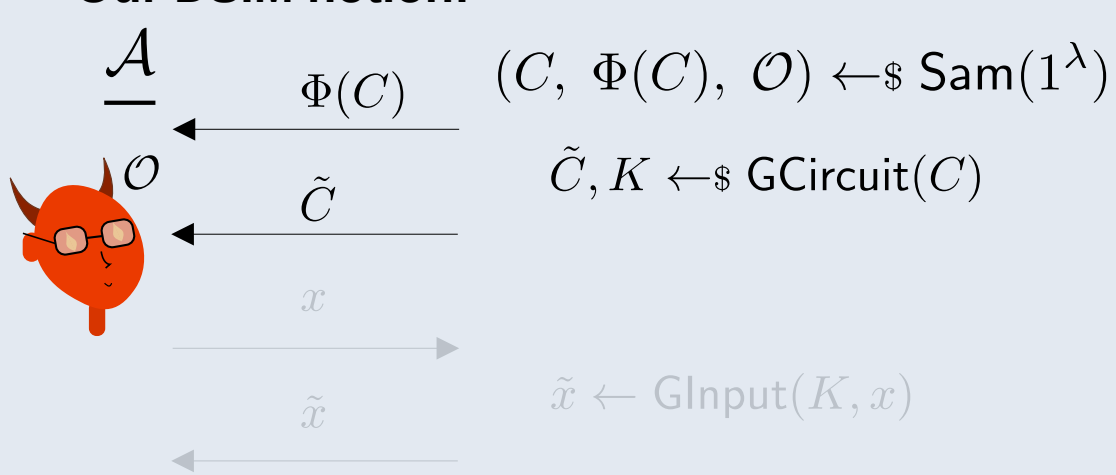 𝒜
Φ(C)
(C, Φ(C), 𝒪) ←$ Sam(1^λ)
𝒪
C̃
C̃, K ←$ GCircuit(C)
x
x̃
x̃ ← GInput(K, x)